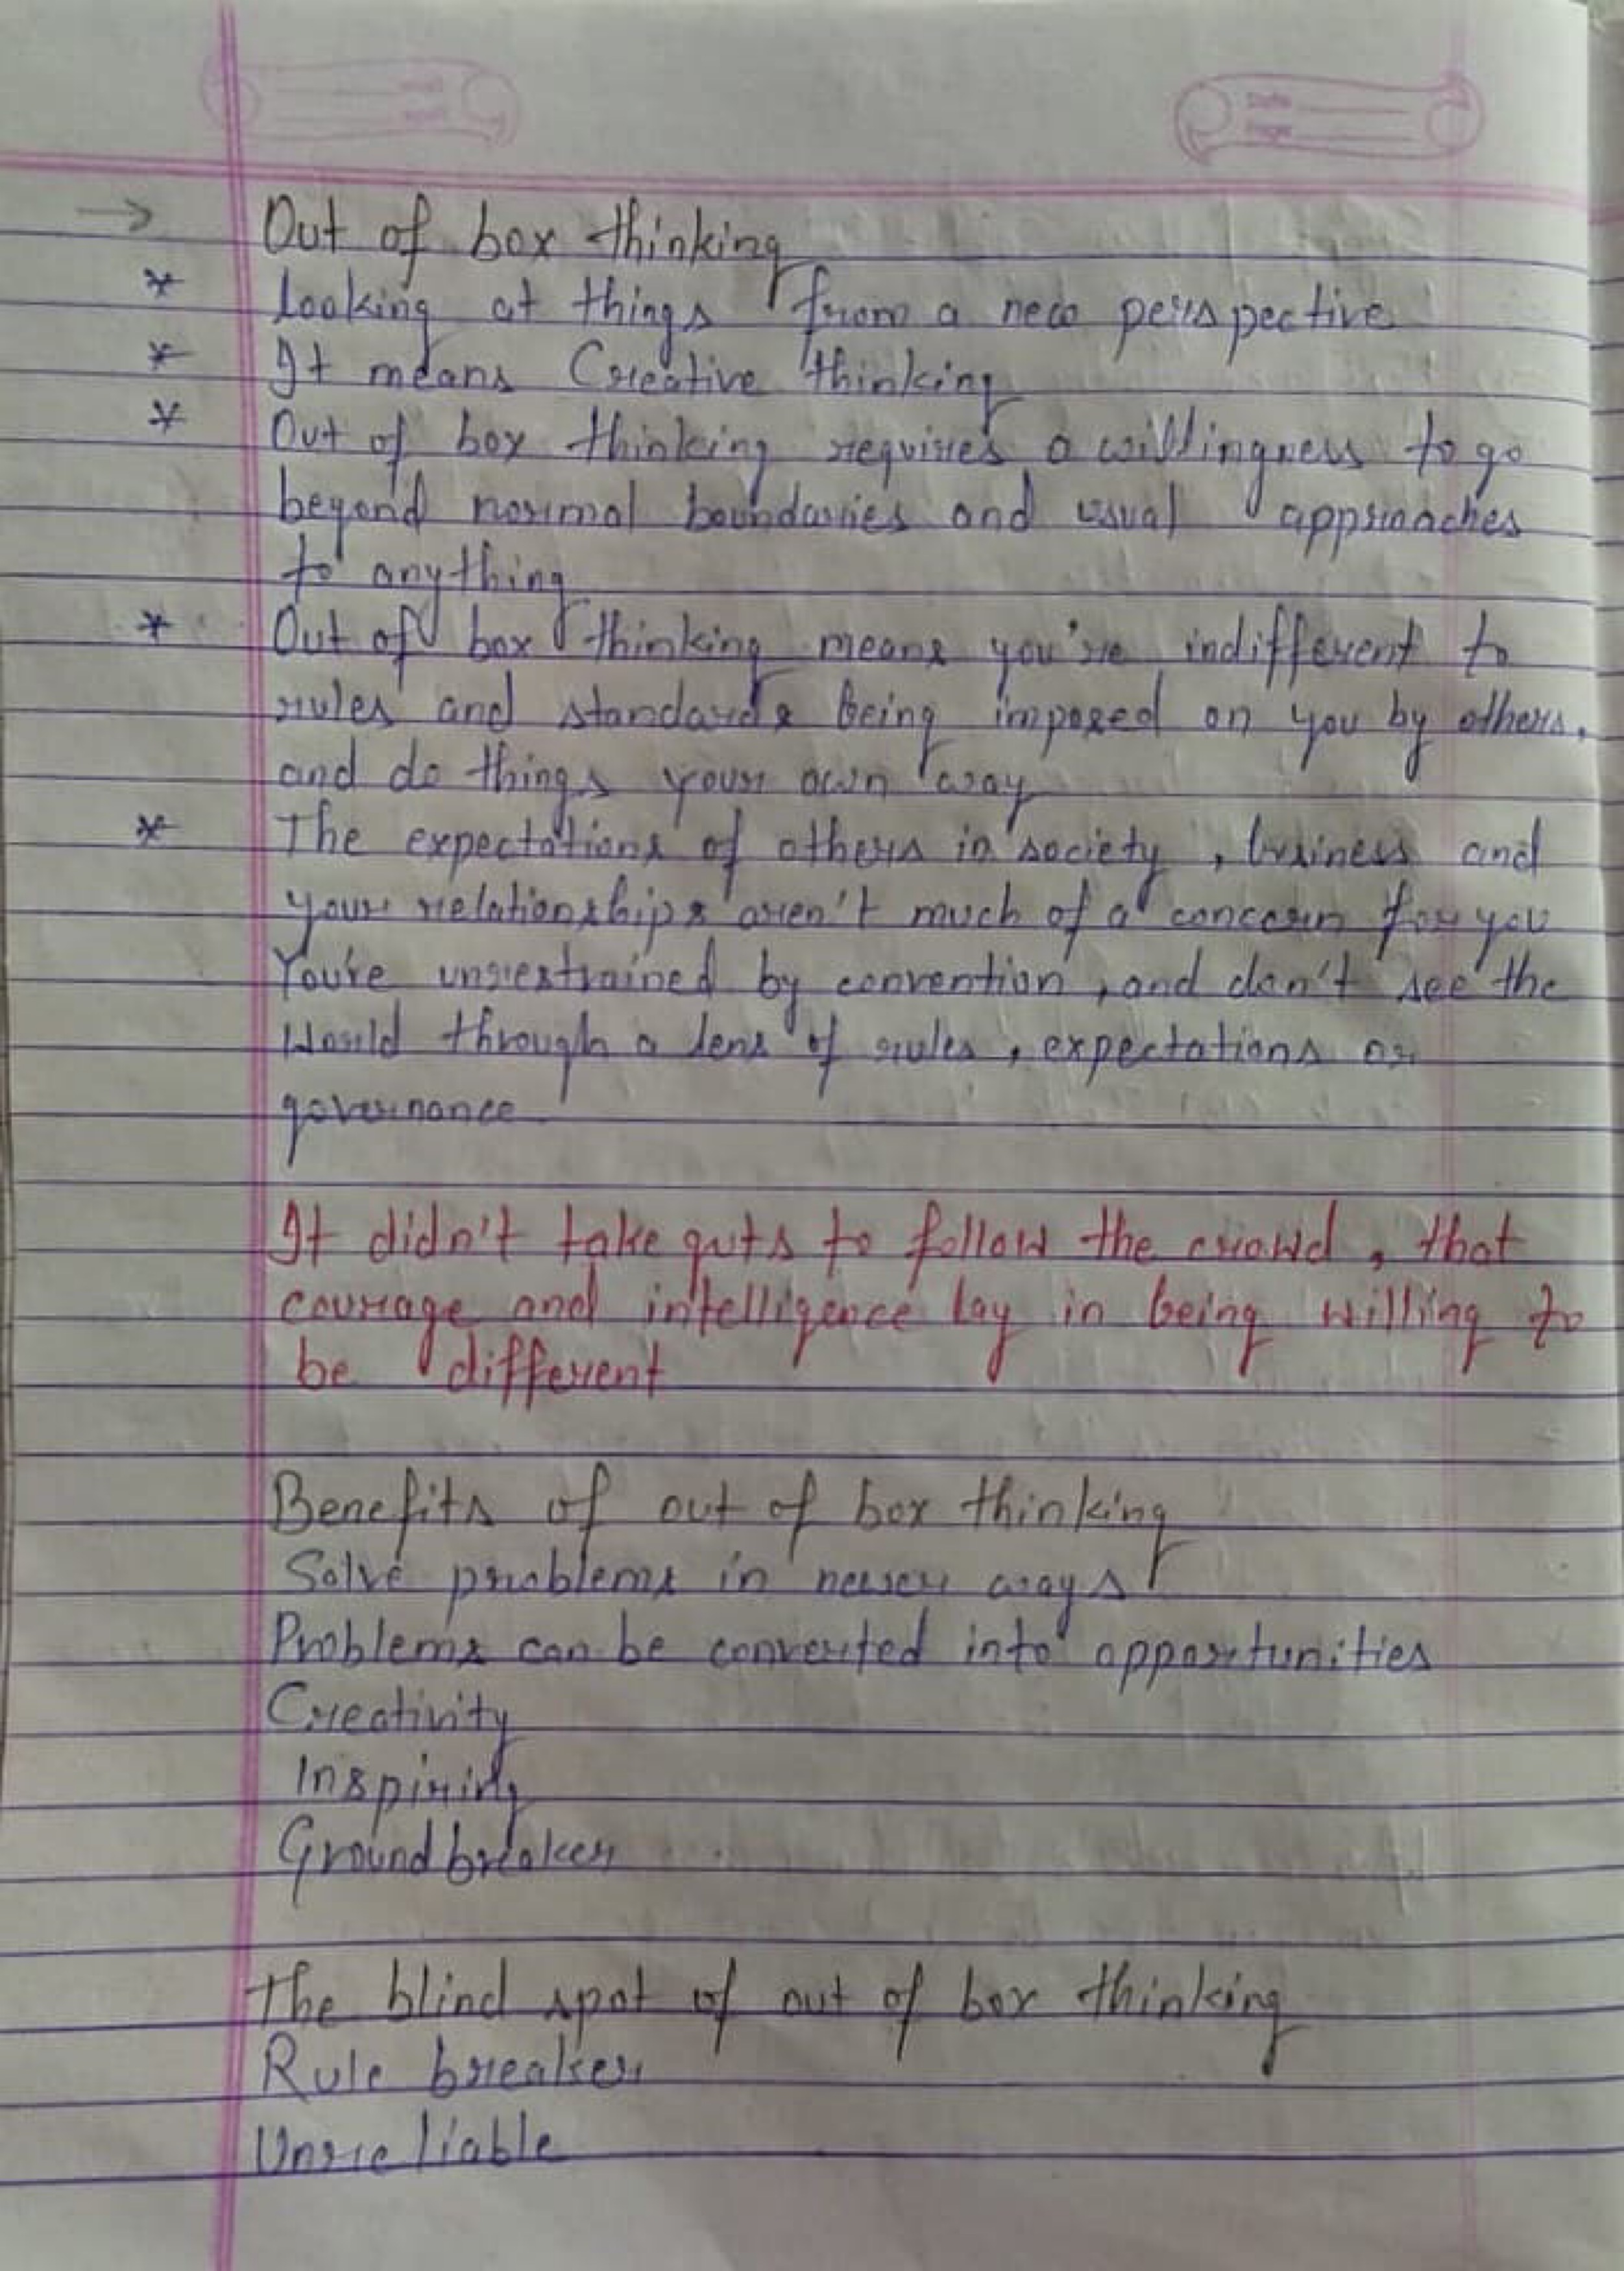 Date
Page
→ Out of box thinking
* Looking at things from a new perspective
* It means Creative thinking
* Out of box thinking requires a willingness to go
beyond normal boundaries and usual approaches
to anything
* Out of box thinking means you're indifferent to
rules and standards being imposed on you by others,
and do things your own way
* The expectations of others in society, business and
your relationships aren't much of a concern for you
You're unrestrained by convention, and don't see the
World through a lens of rules, expectations or
governance
It didn't take guts to follow the crowd, that
courage and intelligence lay in being willing to
be different
Benefits of out of box thinking
Solve problems in newer ways
Problems can be converted into opportunities
Creativity
Inspiring
Groundbreaker
The blind spot of out of box thinking
Rule breaker
Unreliable